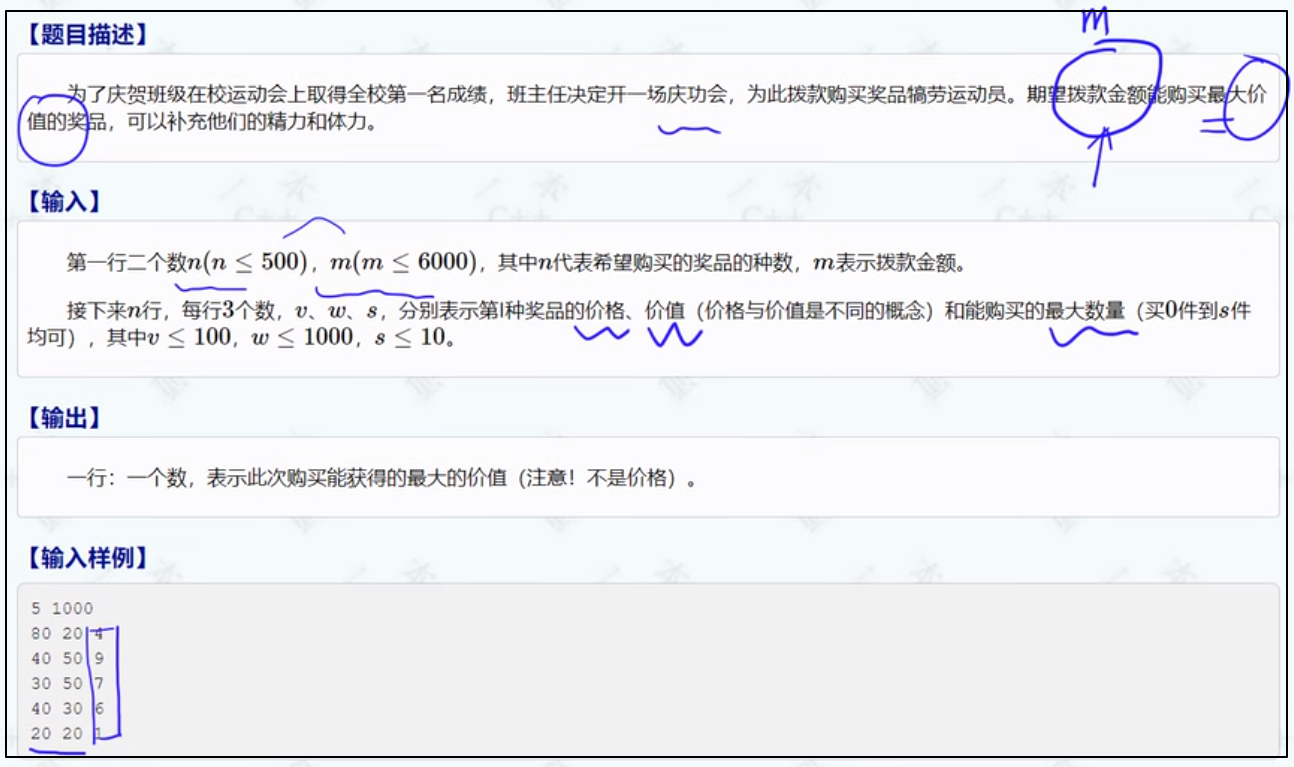 【题目描述】
m
为了庆贺班级在校运动会上取得全校第一名成绩，班主任决定开一场庆功会，为此拨款购买奖品犒劳运动员。期望拨款金额能购买最大价
值的奖品，可以补充他们的精力和体力。
【输入】
第一行二个数n(n ≤ 500)，m(m ≤ 6000)，其中n代表希望购买的奖品的种数，m表示拨款金额。
接下来n行，每行3个数，v、w、s，分别表示第I种奖品的价格、价值（价格与价值是不同的概念）和能购买的最大数量（买0件到s件
均可），其中v ≤ 100，w ≤ 1000，s ≤ 10。
【输出】
一行：一个数，表示此次购买能获得的最大的价值（注意！不是价格）。
【输入样例】
5 1000
80 20 4
40 50 9
30 50 7
40 30 6
20 20 1